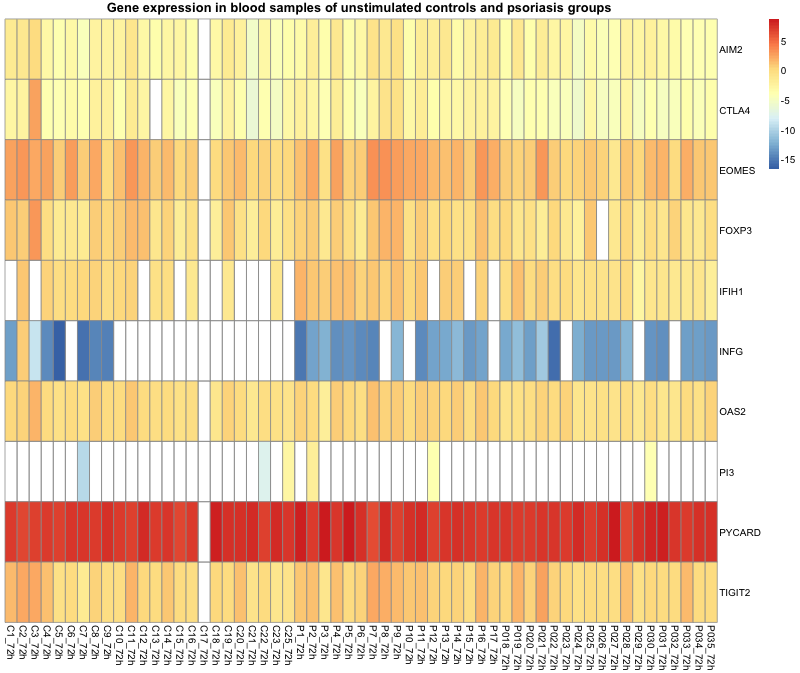 Gene expression in blood samples of unstimulated controls and psoriasis groups
AIM2
CTLA4
EOMES
FOXP3
IFIH1
INFG
OAS2
PI3
PYCARD
TIGIT2
5
0
-5
-10
-15
C1_72h
C2_72h
C3_72h
C4_72h
C5_72h
C6_72h
C7_72h
C8_72h
C9_72h
C10_72h
C11_72h
C12_72h
C13_72h
C14_72h
C15_72h
C16_72h
C17_72h
C18_72h
C19_72h
C20_72h
C21_72h
C22_72h
C23_72h
C25_72h
P1_72h
P2_72h
P3_72h
P4_72h
P5_72h
P6_72h
P7_72h
P8_72h
P9_72h
P10_72h
P11_72h
P12_72h
P13_72h
P14_72h
P15_72h
P16_72h
P17_72h
P018_72h
P019_72h
P020_72h
P021_72h
P022_72h
P023_72h
P024_72h
P025_72h
P026_72h
P027_72h
P028_72h
P029_72h
P030_72h
P031_72h
P032_72h
P033_72h
P034_72h
P035_72h